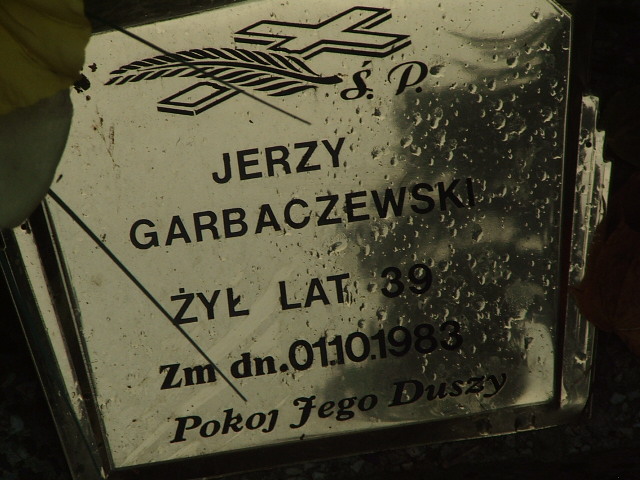 Ś. P.
JERZY
GARBACZEWSKI
ŻYŁ LAT 39
Zm dn.01.10.1983
Pokoj Jego Duszy